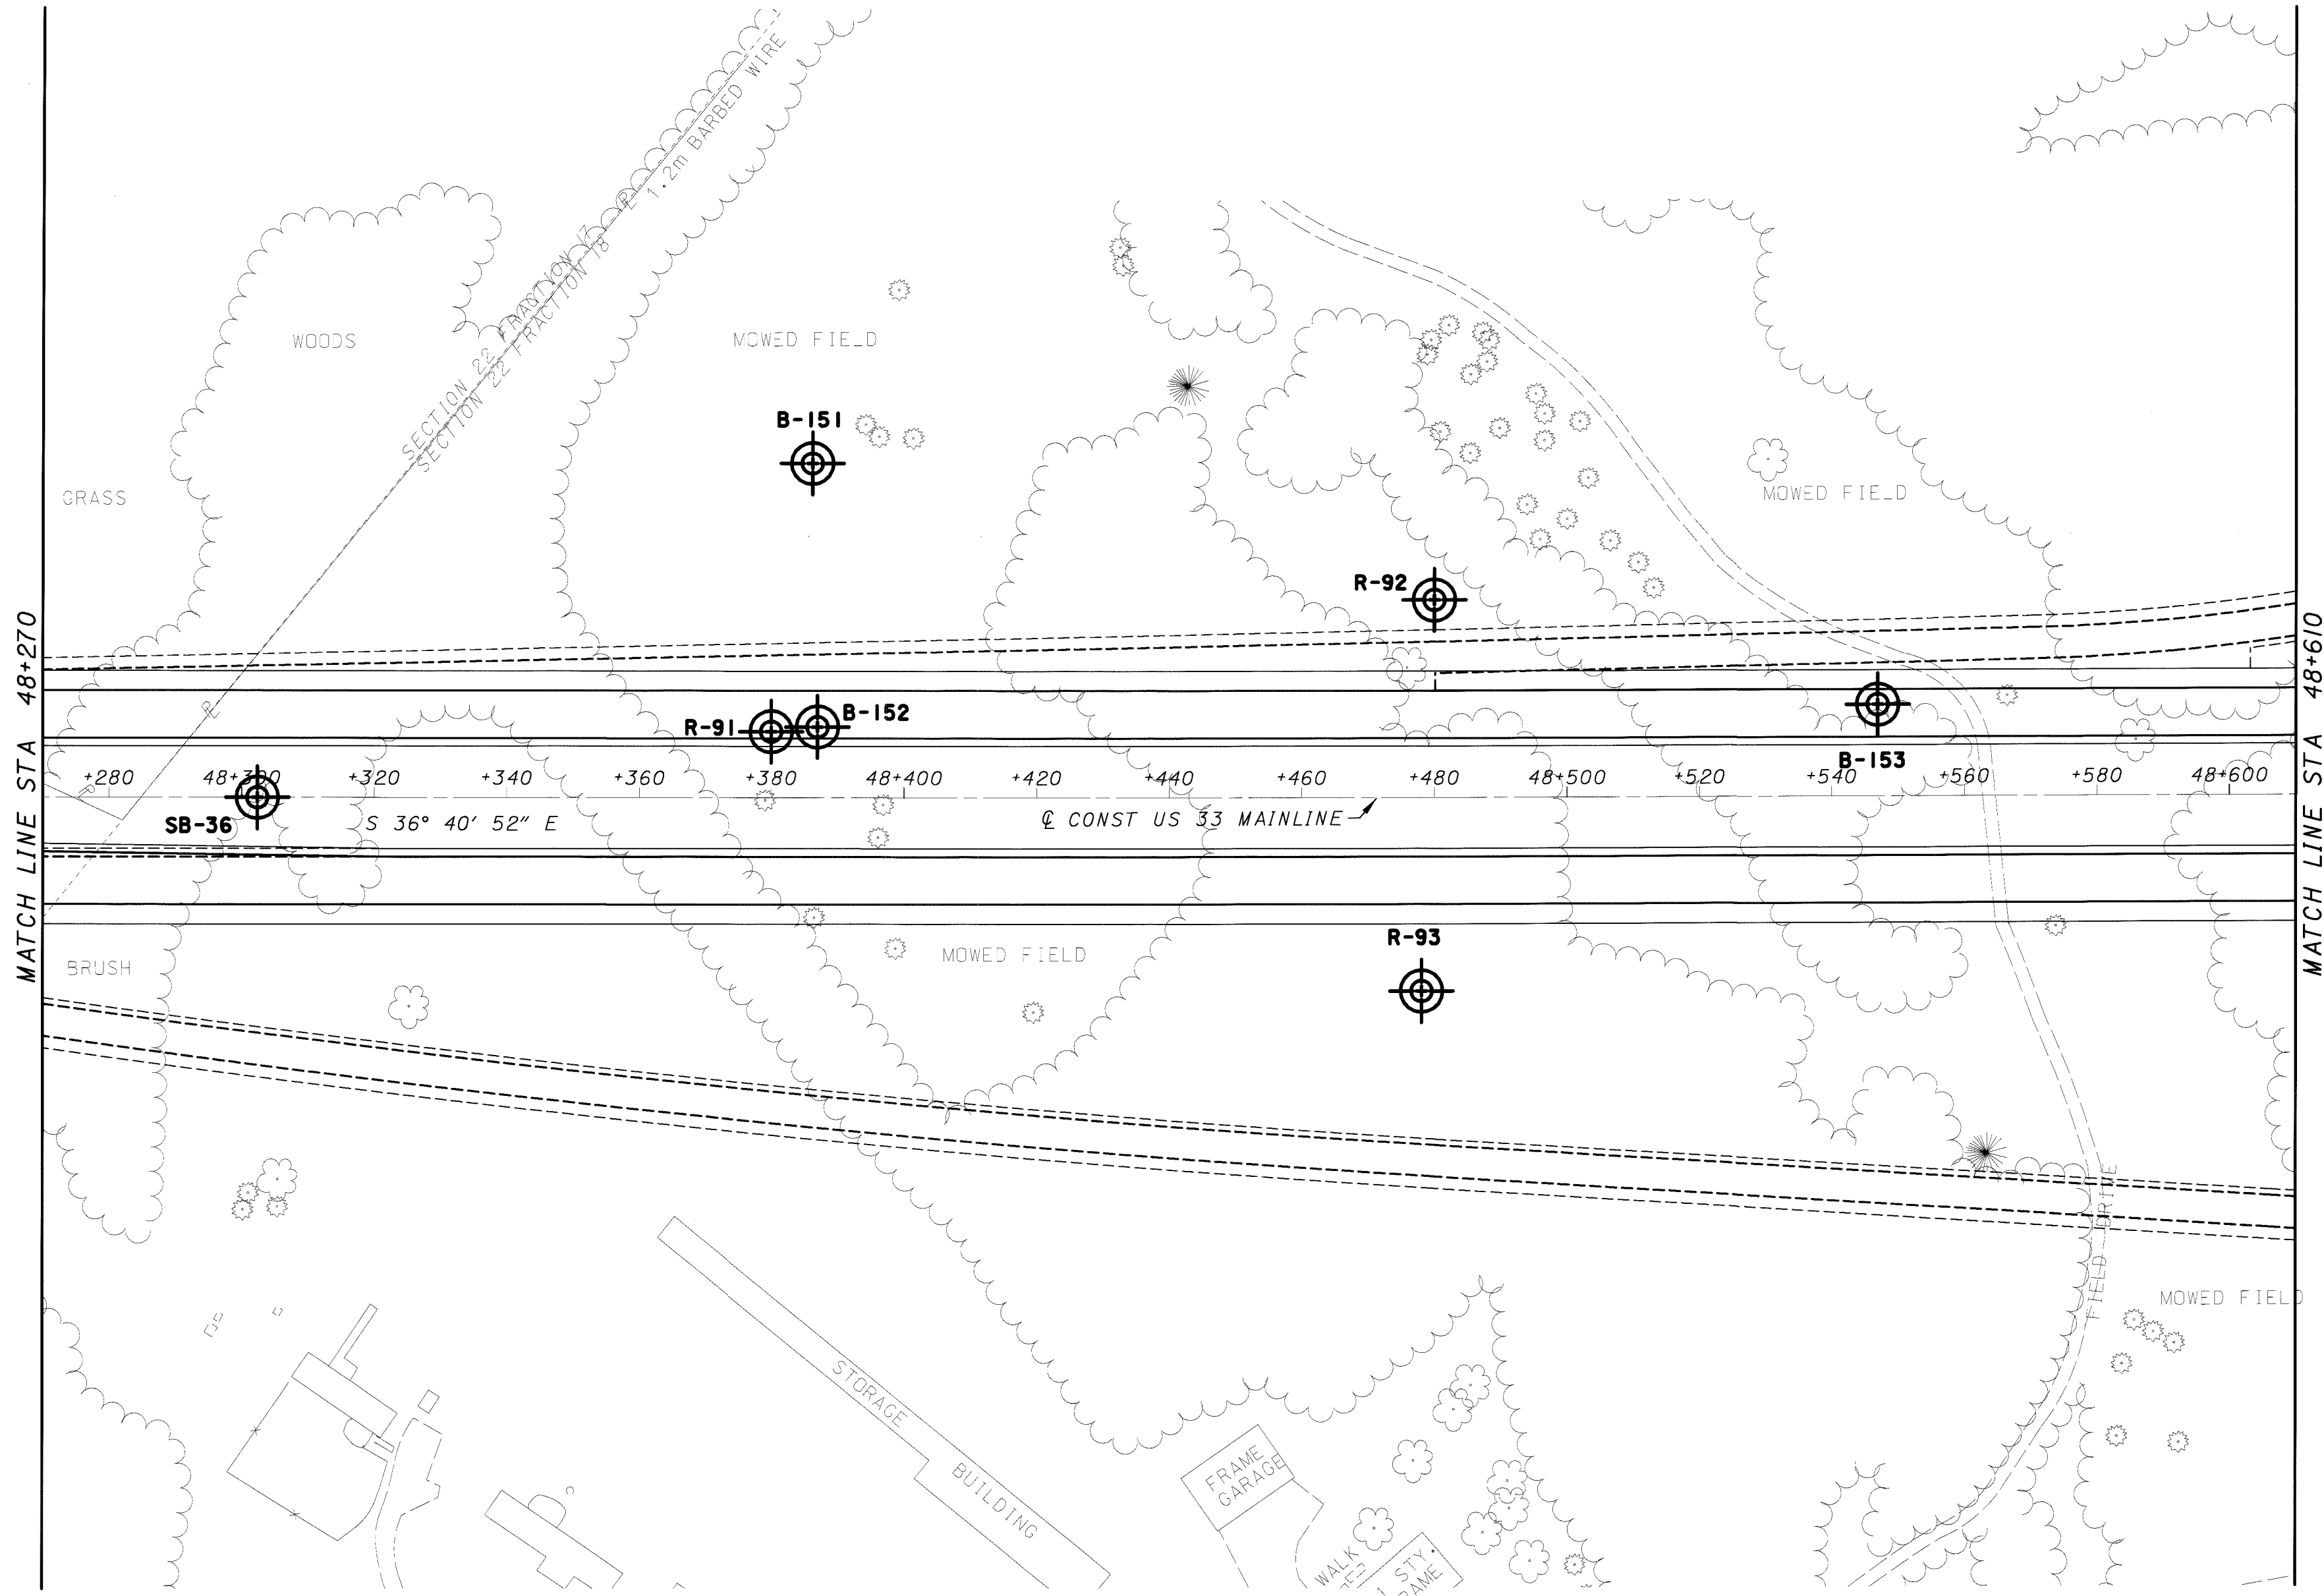 1.2m BARBED WIRE
SECTION 22 FRACTION 17
SECTION 22 FRACTION 18
WOODS
MOWED FIELD
B-151
GRASS
MOWED FIELD
R-92
MATCH LINE STA 48+270
MATCH LINE STA 48+610
R-91
B-152
B-153
+280
48+300
+320
+340
+360
+380
48+400
+420
+440
+460
+480
48+500
+520
+540
+560
+580
48+600
SB-36
S 36° 40' 52" E
℄ CONST US 33 MAINLINE
R-93
MOWED FIELD
BRUSH
FIELD DRIVE
MOWED FIELD
STORAGE
BUILDING
FRAME
GARAGE
WALK
STY.